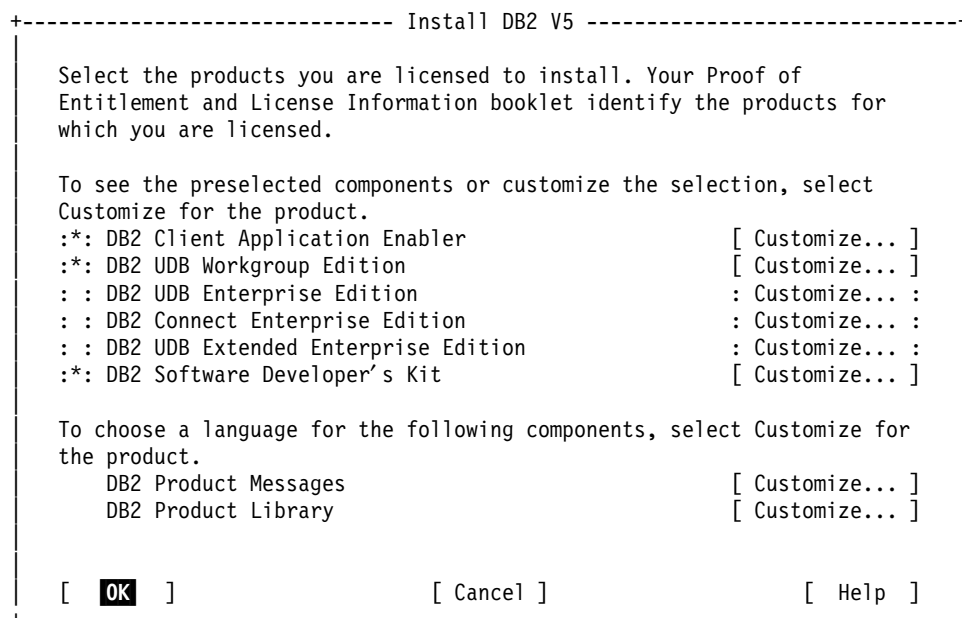 +------------------------------- Install DB2 V5 -------------------------------
Select the products you are licensed to install. Your Proof of
Entitlement and License Information booklet identify the products for
which you are licensed.
To see the preselected components or customize the selection, select
Customize for the product.
:*: DB2 Client Application Enabler [ Customize... ]
:*: DB2 UDB Workgroup Edition [ Customize... ]
: : DB2 UDB Enterprise Edition : Customize... :
: : DB2 Connect Enterprise Edition : Customize... :
: : DB2 UDB Extended Enterprise Edition : Customize... :
:*: DB2 Software Developer′s Kit [ Customize... ]
To choose a language for the following components, select Customize for
the product.
DB2 Product Messages [ Customize... ]
DB2 Product Library [ Customize... ]
[ OK ] [ Cancel ] [ Help ]